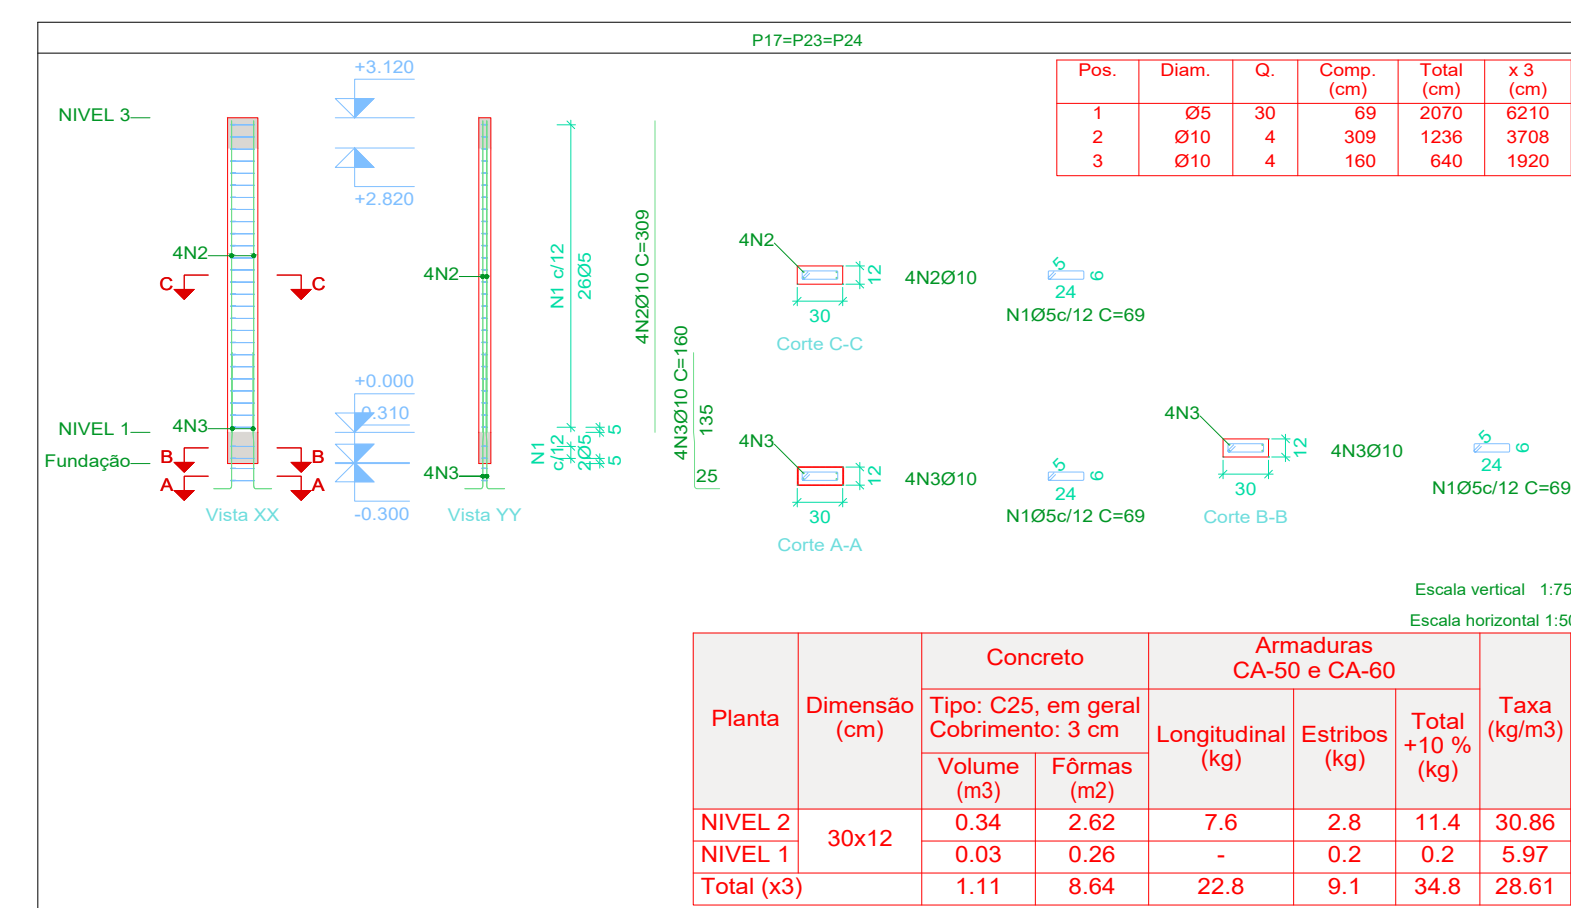 P17=P23=P24
Pos. Diam. Q. Comp. (cm) Total (cm) x 3 (cm)
1 Ø5 30 69 2070 6210
2 Ø10 4 309 1236 3708
3 Ø10 4 160 640 1920
+3.120
NIVEL 3
+2.820
4N2
C C
+0.000
NIVEL 1
4N3
Fundação
B B
A A
-0.300
Vista XX
4N2
4N3
Vista YY
N1 c/12
26Ø5
N1
c/12
2Ø5
5
5
4N2Ø10 C=309
4N3Ø10 C=160
135
25
4N2
12
30
4N2Ø10
Corte C-C
5
6
24
N1Ø5c/12 C=69
4N3
12
30
4N3Ø10
Corte A-A
5
6
24
N1Ø5c/12 C=69
4N3
12
30
4N3Ø10
Corte B-B
5
6
24
N1Ø5c/12 C=69
Escala vertical 1:75
Escala horizontal
Planta
Dimensão
(cm)
Concreto
Tipo: C25, em geral
Cobrimento: 3 cm
Volume
(m3)
Fôrmas
(m2)
Armaduras
CA-50 e CA-60
Longitudinal
(kg)
Estribos
(kg)
Total
+10 %
(kg)
Taxa
(kg/m3)
NIVEL 2 30x12 0.34 2.62 7.6 2.8 11.4 30.86
NIVEL 1 0.03 0.26 - 0.2 0.2 5.97
Total (x3) 1.11 8.64 22.8 9.1 34.8 28.61